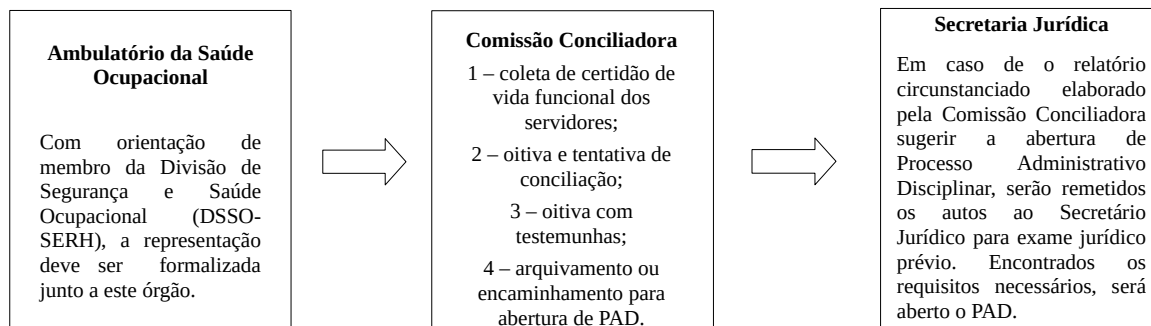 Ambulatório da Saúde
Ocupacional
Com orientação de
membro da Divisão de
Segurança e Saúde
Ocupacional (DSSO-
SERH), a representação
deve ser formalizada
junto a este órgão.
Comissão Conciliadora
1 – coleta de certidão de
vida funcional dos
servidores;
2 – oitiva e tentativa de
conciliação;
3 – oitiva com
testemunhas;
4 – arquivamento ou
encaminhamento para
abertura de PAD.
Secretaria Jurídica
Em caso de o relatório
circunstanciado elaborado
pela Comissão Conciliadora
sugerir a abertura de
Processo Administrativo
Disciplinar, serão remetidos
os autos ao Secretário
Jurídico para exame jurídico
prévio. Encontrados os
requisitos necessários, será
aberto o PAD.